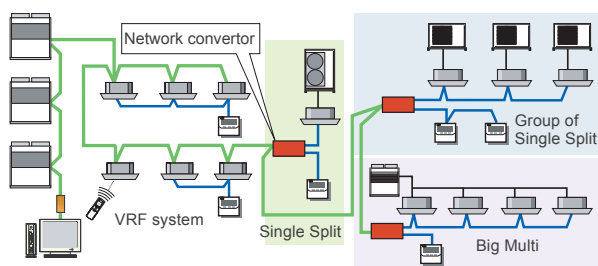 Network convertor
VRF system
Single Split
Group of
Single Split
Big Multi